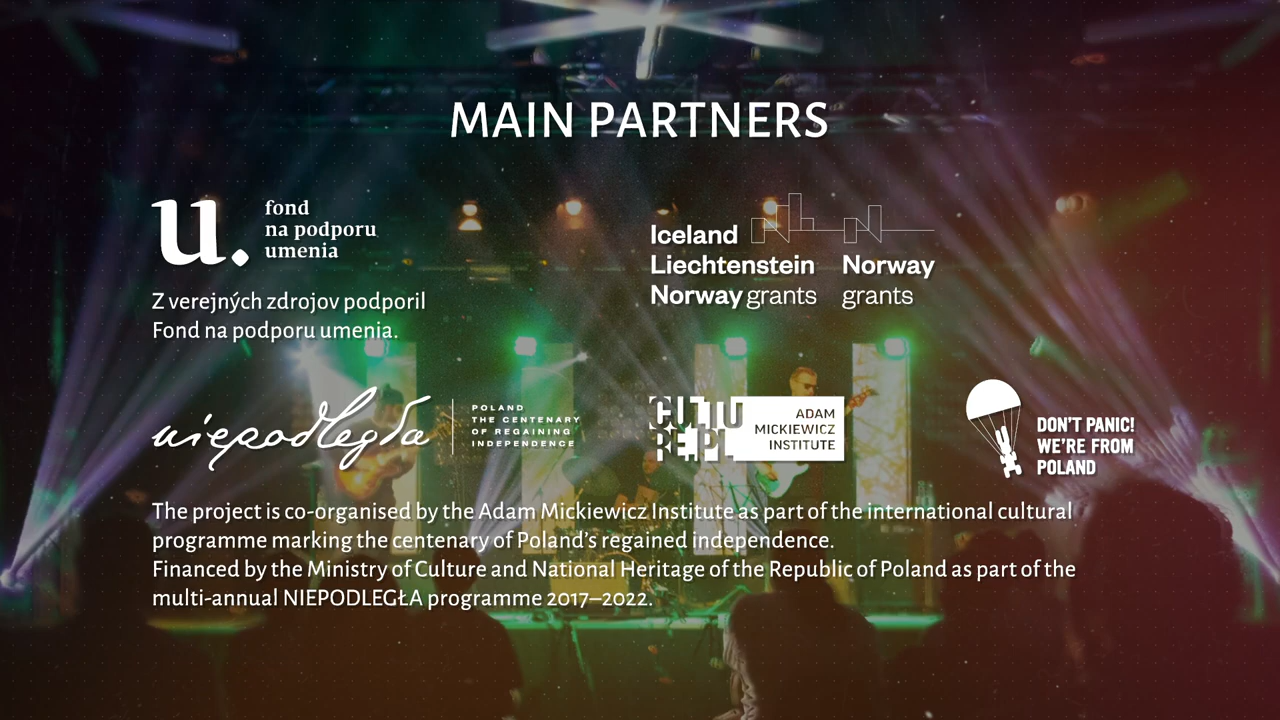 MAIN PARTNERS
u.
fond
na podporu
umenia
Z verejných zdrojov podporil
Fond na podporu umenia.
Iceland
Liechtenstein
Norway grants
Norway
grants
niepodległa
POLAND
THE CENTENARY
OF REGAINING
INDEPENDENCE
CULTU
RE.PL
ADAM
MICKIEWICZ
INSTITUTE
DON'T PANIC!
WE'RE FROM
POLAND
The project is co-organised by the Adam Mickiewicz Institute as part of the international cultural
programme marking the centenary of Poland’s regained independence.
Financed by the Ministry of Culture and National Heritage of the Republic of Poland as part of the
multi-annual NIEPODLEGŁA programme 2017–2022.